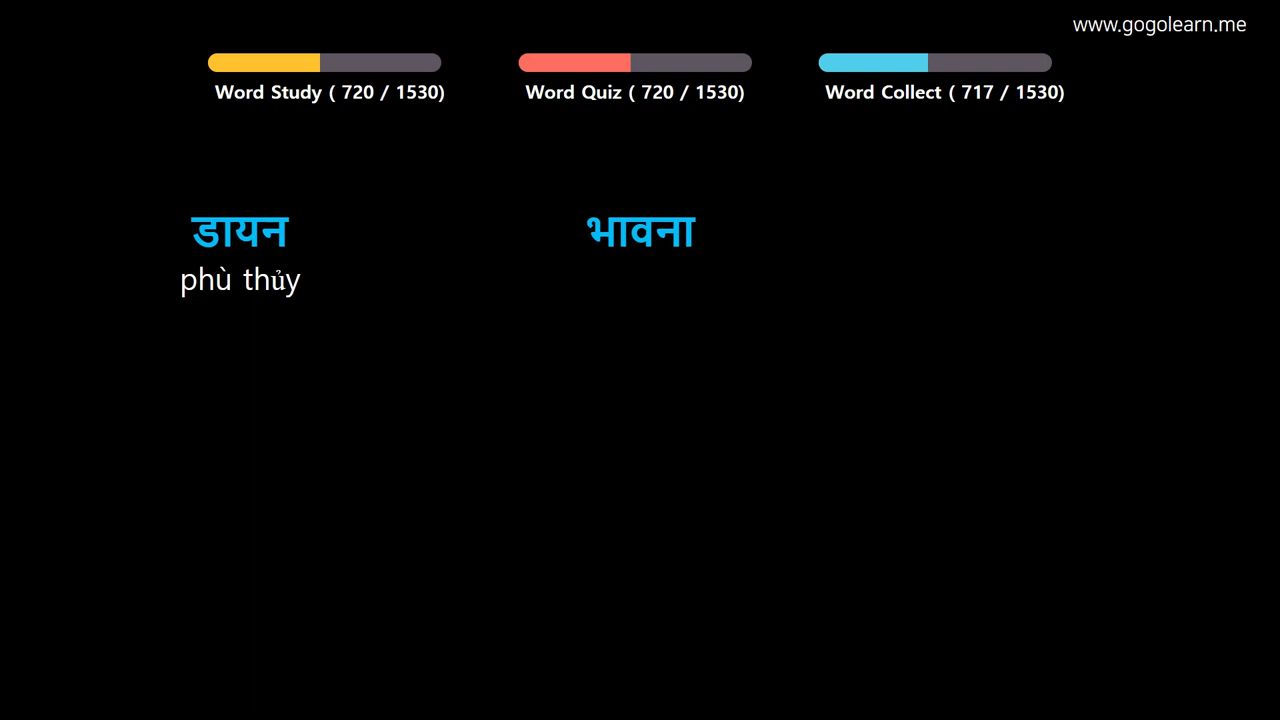 www.gogolearn.me
Word Study ( 720 / 1530)
Word Quiz ( 720 / 1530)
Word Collect ( 717 / 1530)
डायन
phù thủy
भावना